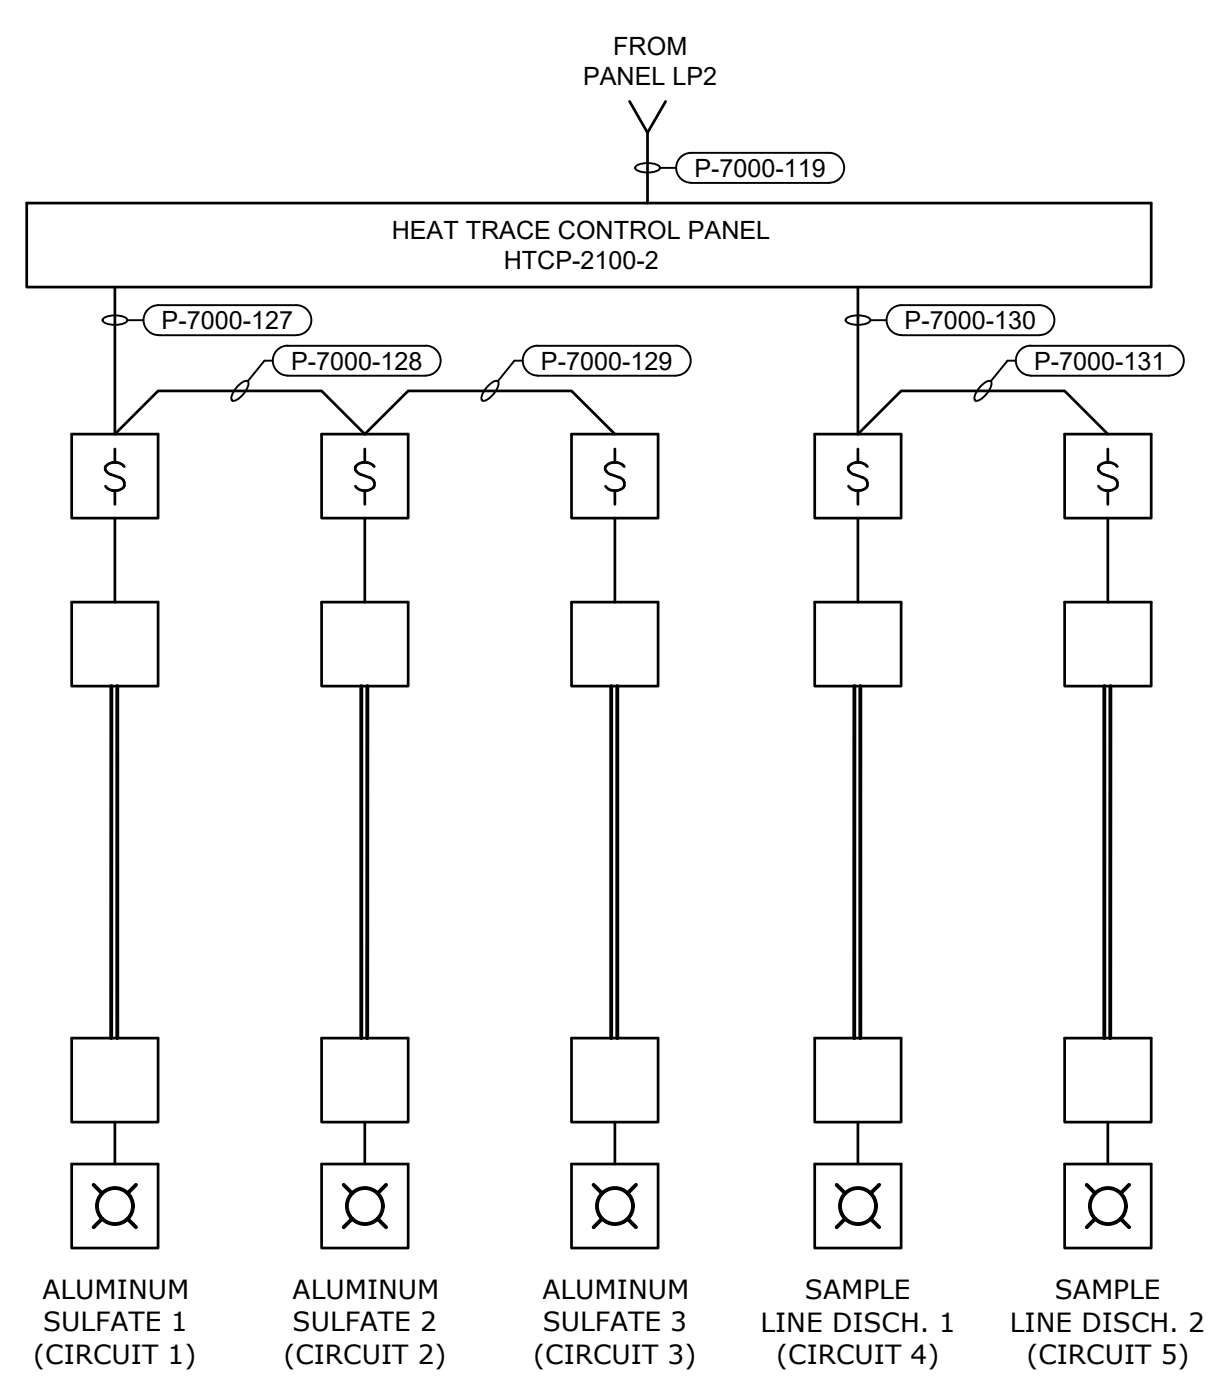 FROM
PANEL LP2
P-7000-119
HEAT TRACE CONTROL PANEL
HTCP-2100-2
P-7000-127
P-7000-130
P-7000-128
P-7000-129
P-7000-131
S
S
S
S
S
ALUMINUM
SULFATE 1
(CIRCUIT 1)
ALUMINUM
SULFATE 2
(CIRCUIT 2)
ALUMINUM
SULFATE 3
(CIRCUIT 3)
SAMPLE
LINE DISCH. 1
(CIRCUIT 4)
SAMPLE
LINE DISCH. 2
(CIRCUIT 5)